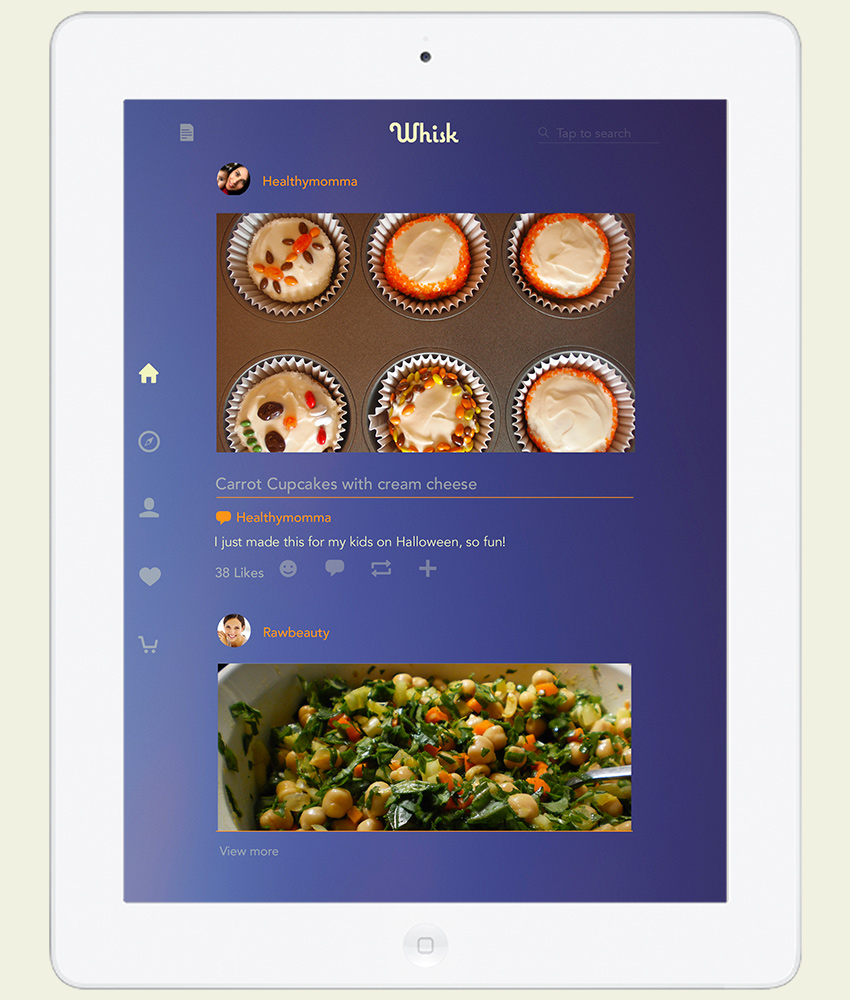 Whisk
Tap to search
Healthymomma
Carrot Cupcakes with cream cheese
Healthymomma
I just made this for my kids on Halloween, so fun!
38 Likes
Rawbeauty
View more